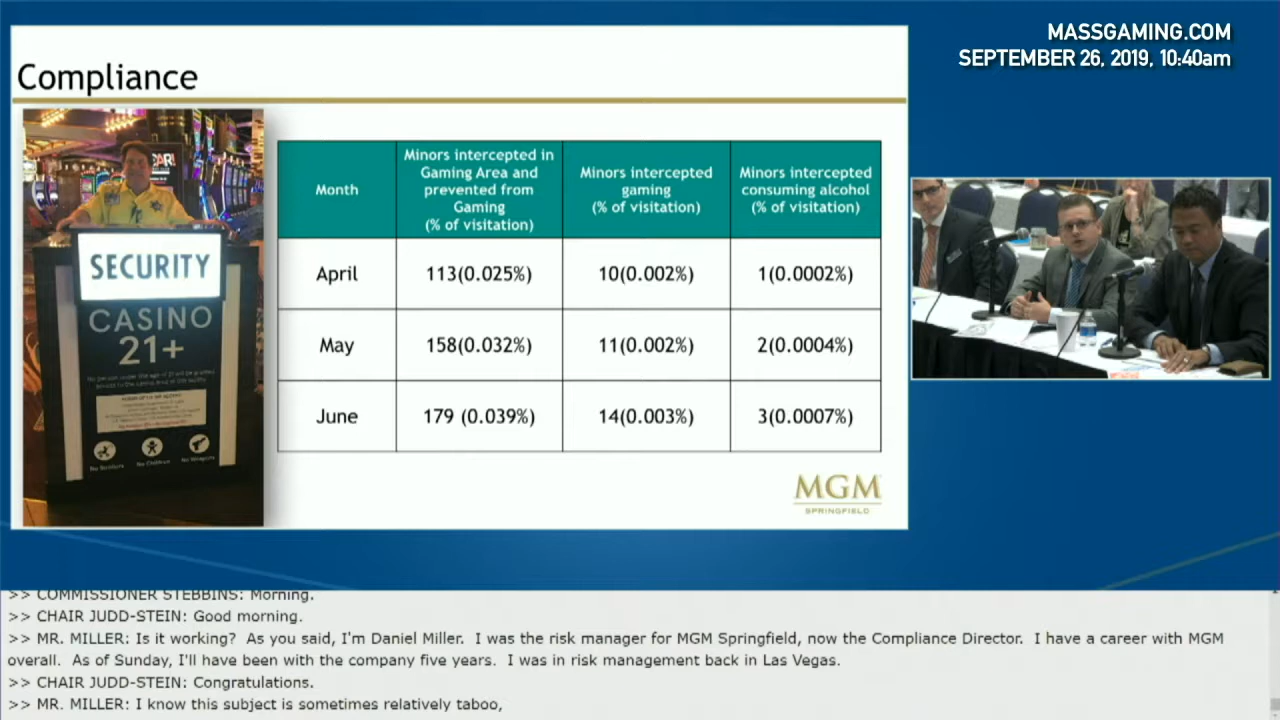 MASSGAMING.COM
SEPTEMBER 26, 2019, 10:40am
Compliance
SECURITY
CASINO
21+
No Strollers
No Children
No Weapons
Month
Minors intercepted in
Gaming Area and
prevented from
Gaming
(% of visitation)
Minors intercepted
gaming
(% of visitation)
Minors intercepted
consuming alcohol
(% of visitation)
April
113(0.025%)
10(0.002%)
1(0.0002%)
May
158(0.032%)
11(0.002%)
2(0.0004%)
June
179 (0.039%)
14(0.003%)
3(0.0007%)
MGM
SPRINGFIELD
>> COMMISSIONER STEBBINS: Morning.
>> CHAIR JUDD-STEIN: Good morning.
>> MR. MILLER: Is it working? As you said, I'm Daniel Miller. I was the risk manager for MGM Springfield, now the Compliance Director. I have a career with MGM
overall. As of Sunday, I'll have been with the company five years. I was in risk management back in Las Vegas.
>> CHAIR JUDD-STEIN: Congratulations.
>> MR. MILLER: I know this subject is sometimes relatively taboo,